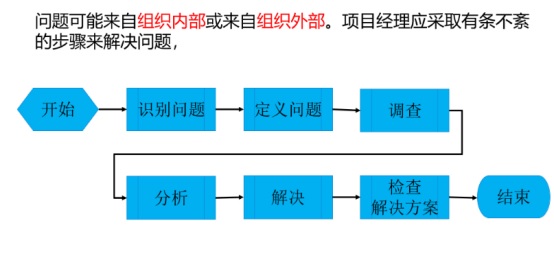 问题可能来自组织内部或来自组织外部。项目经理应采取有条不紊
的步骤来解决问题，
开始
识别问题
定义问题
调查
分析
解决
检查
解决方案
结束